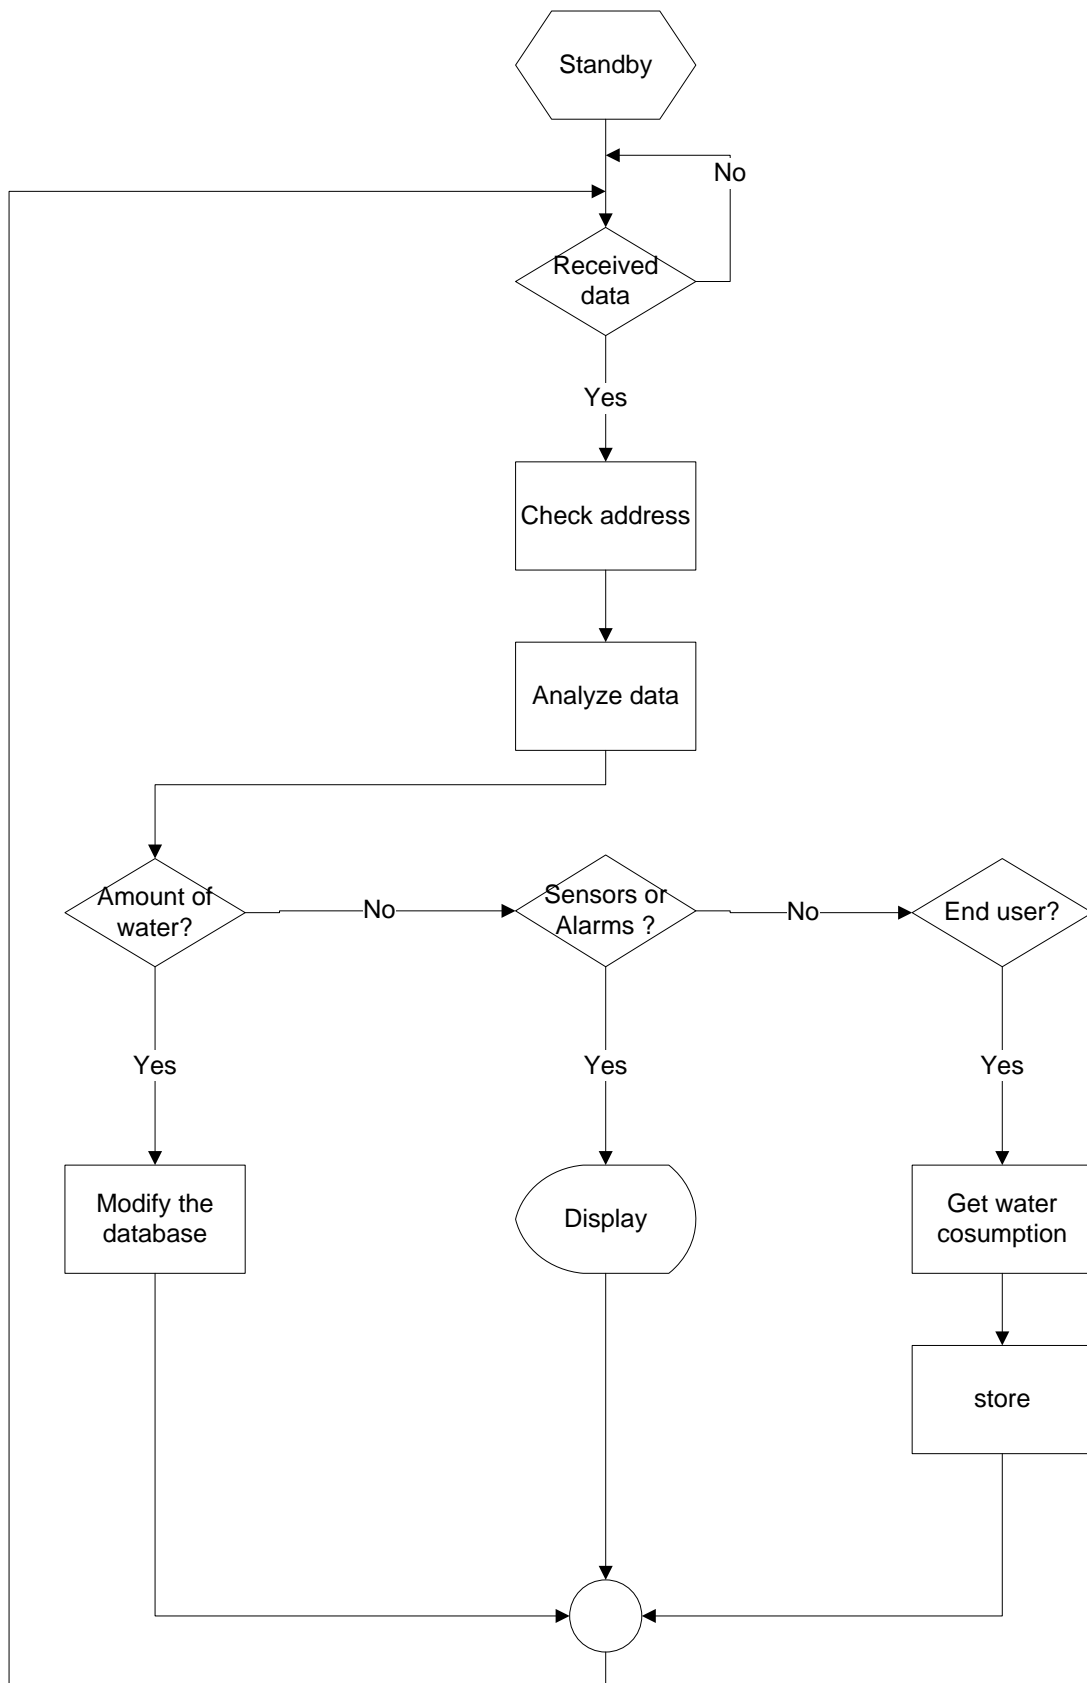 Standby
No
Received
data
Yes
Check address
Analyze data
Amount of
water?
No
Sensors or
Alarms ?
No
End user?
Yes
Yes
Yes
Modify the
database
Display
Get water
cosumption
store